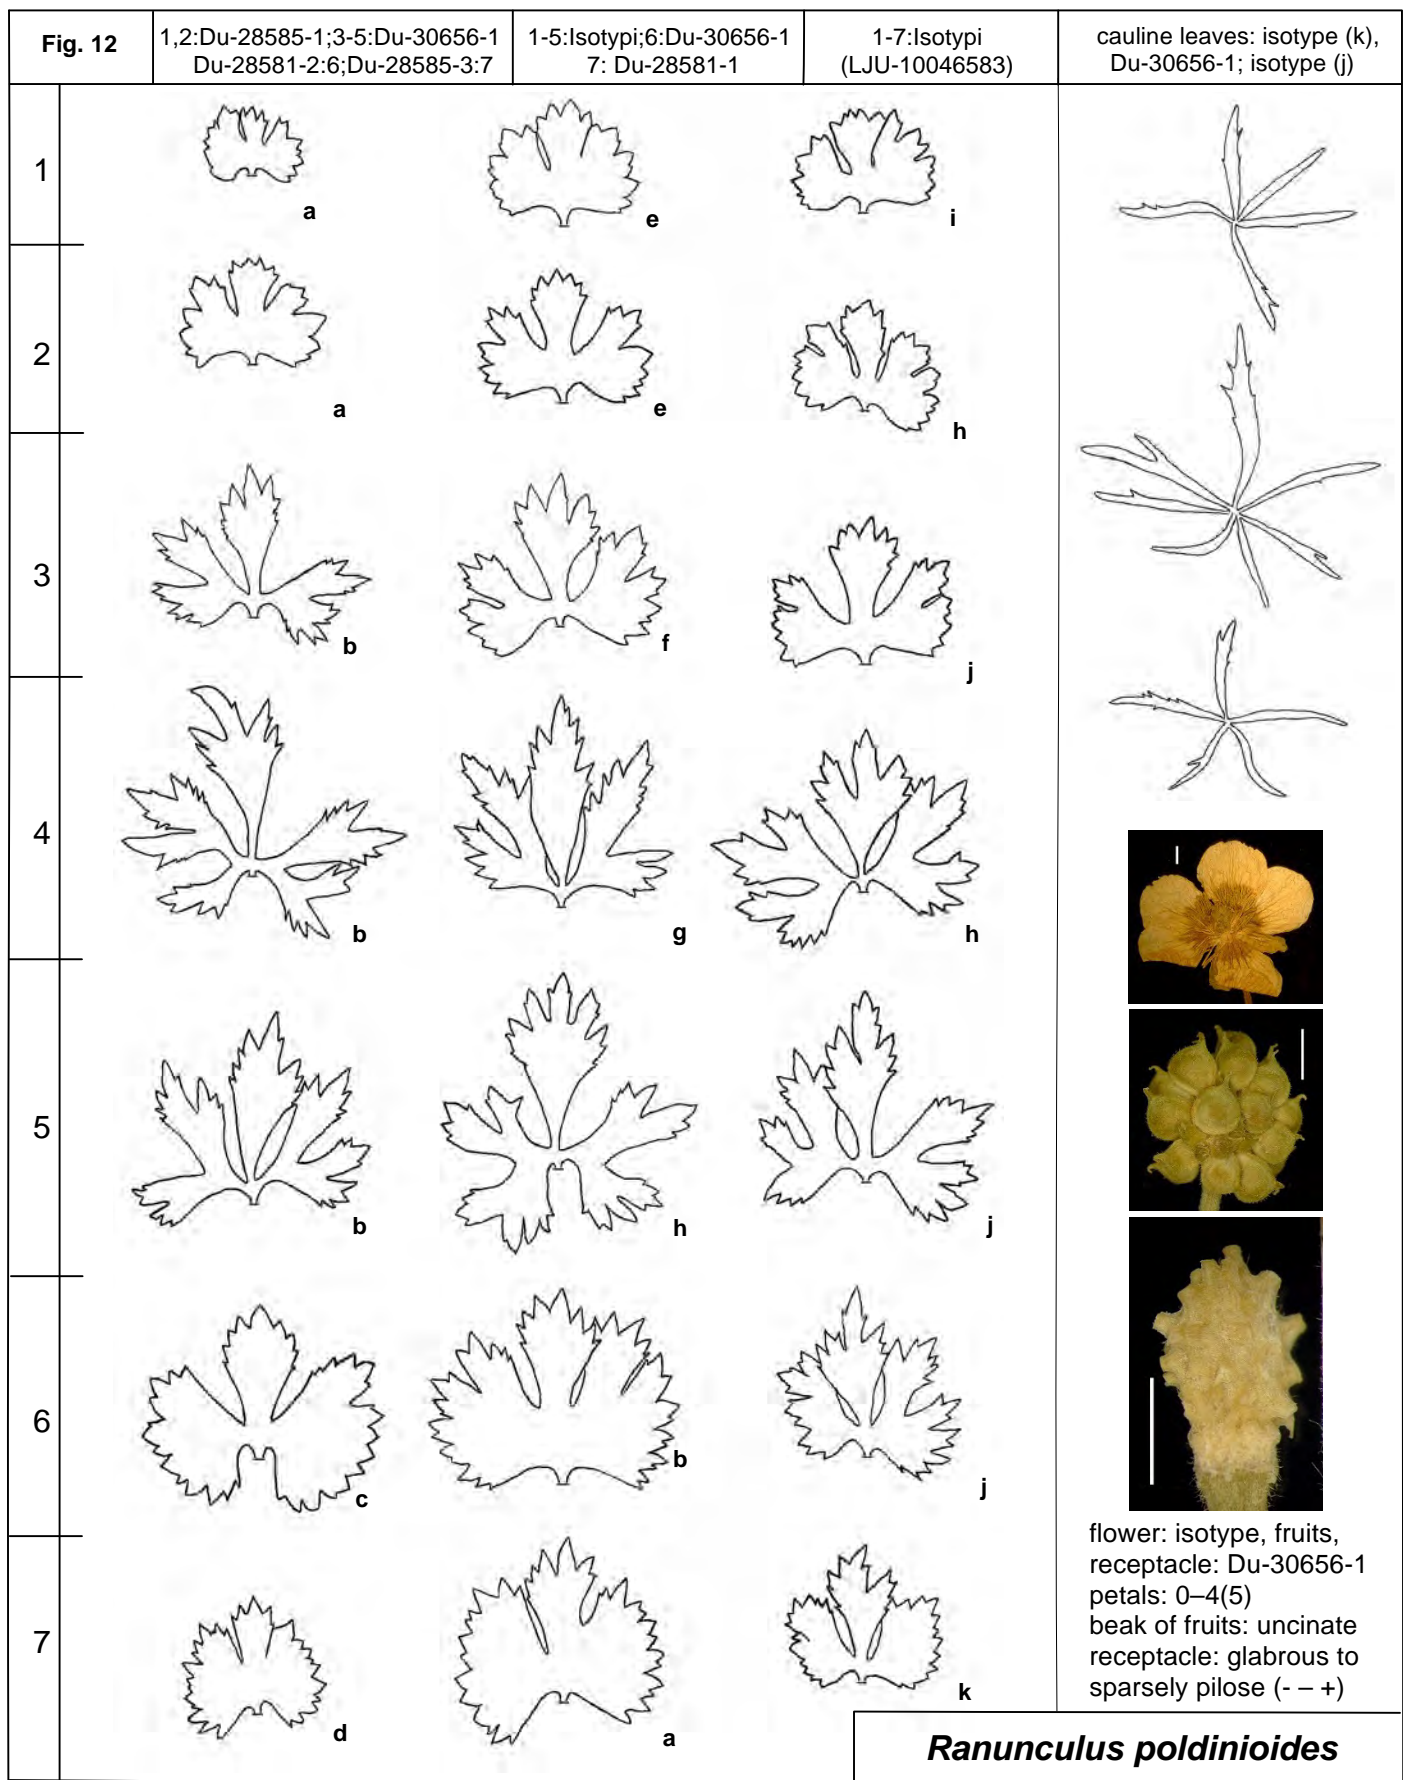 Fig. 12
1,2:Du-28585-1;3-5:Du-30656-1
Du-28581-2:6;Du-28585-3:7
1-5:Isotypi;6:Du-30656-1
7: Du-28581-1
1-7:Isotypi
(LJU-10046583)
cauline leaves: isotype (k),
Du-30656-1; isotype (j)
1
a
e
i
2
a
e
h
3
b
f
j
4
b
g
h
5
b
h
j
6
c
b
j
7
d
a
k
flower: isotype, fruits,
receptacle: Du-30656-1
petals: 0–4(5)
beak of fruits: uncinate
receptacle: glabrous to
sparsely pilose (- – +)
Ranunculus poldinioides